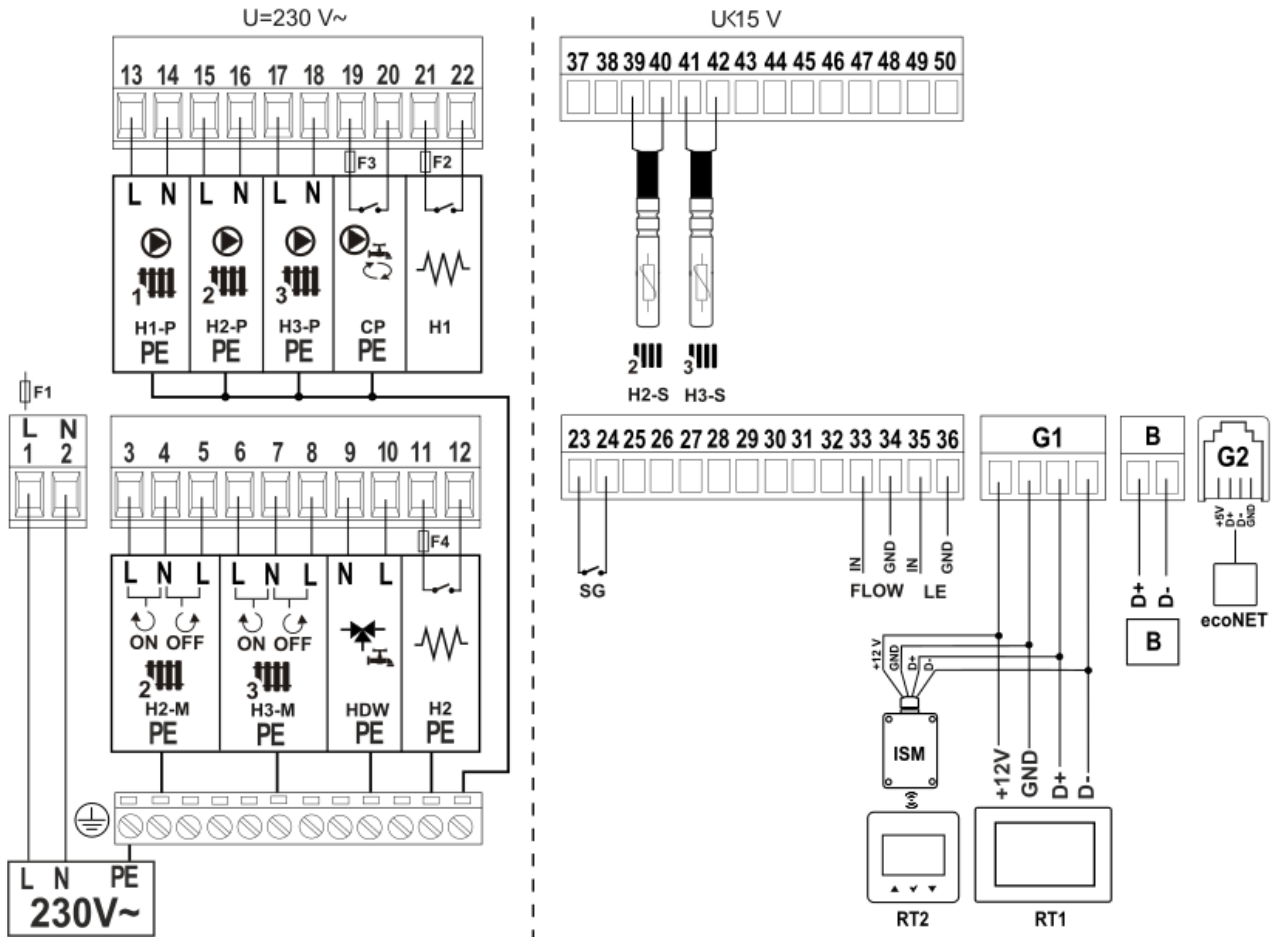 U=230 V~
U<15 V
13 14 15 16 17 18 19 20 21 22
37 38 39 40 41 42 43 44 45 46 47 48 49 50
F3 F2
L N L N L N
1 2 3
H1-P H2-P H3-P CP H1
PE PE PE PE
2 3
H2-S H3-S
F1
L N
1 2
3 4 5 6 7 8 9 10 11 12
23 24 25 26 27 28 29 30 31 32 33 34 35 36
G1
B
G2
+5V
D+
D-
GND
F4
L N L L N L N L
ON OFF ON OFF
2 3
H2-M H3-M HDW H2
PE PE PE PE
SG
IN GND IN GND
FLOW LE
D+ D-
B
ecoNET
+12 V
GND
D+
D-
ISM
+12V
GND
D+
D-
RT2 RT1
L N PE
230V~